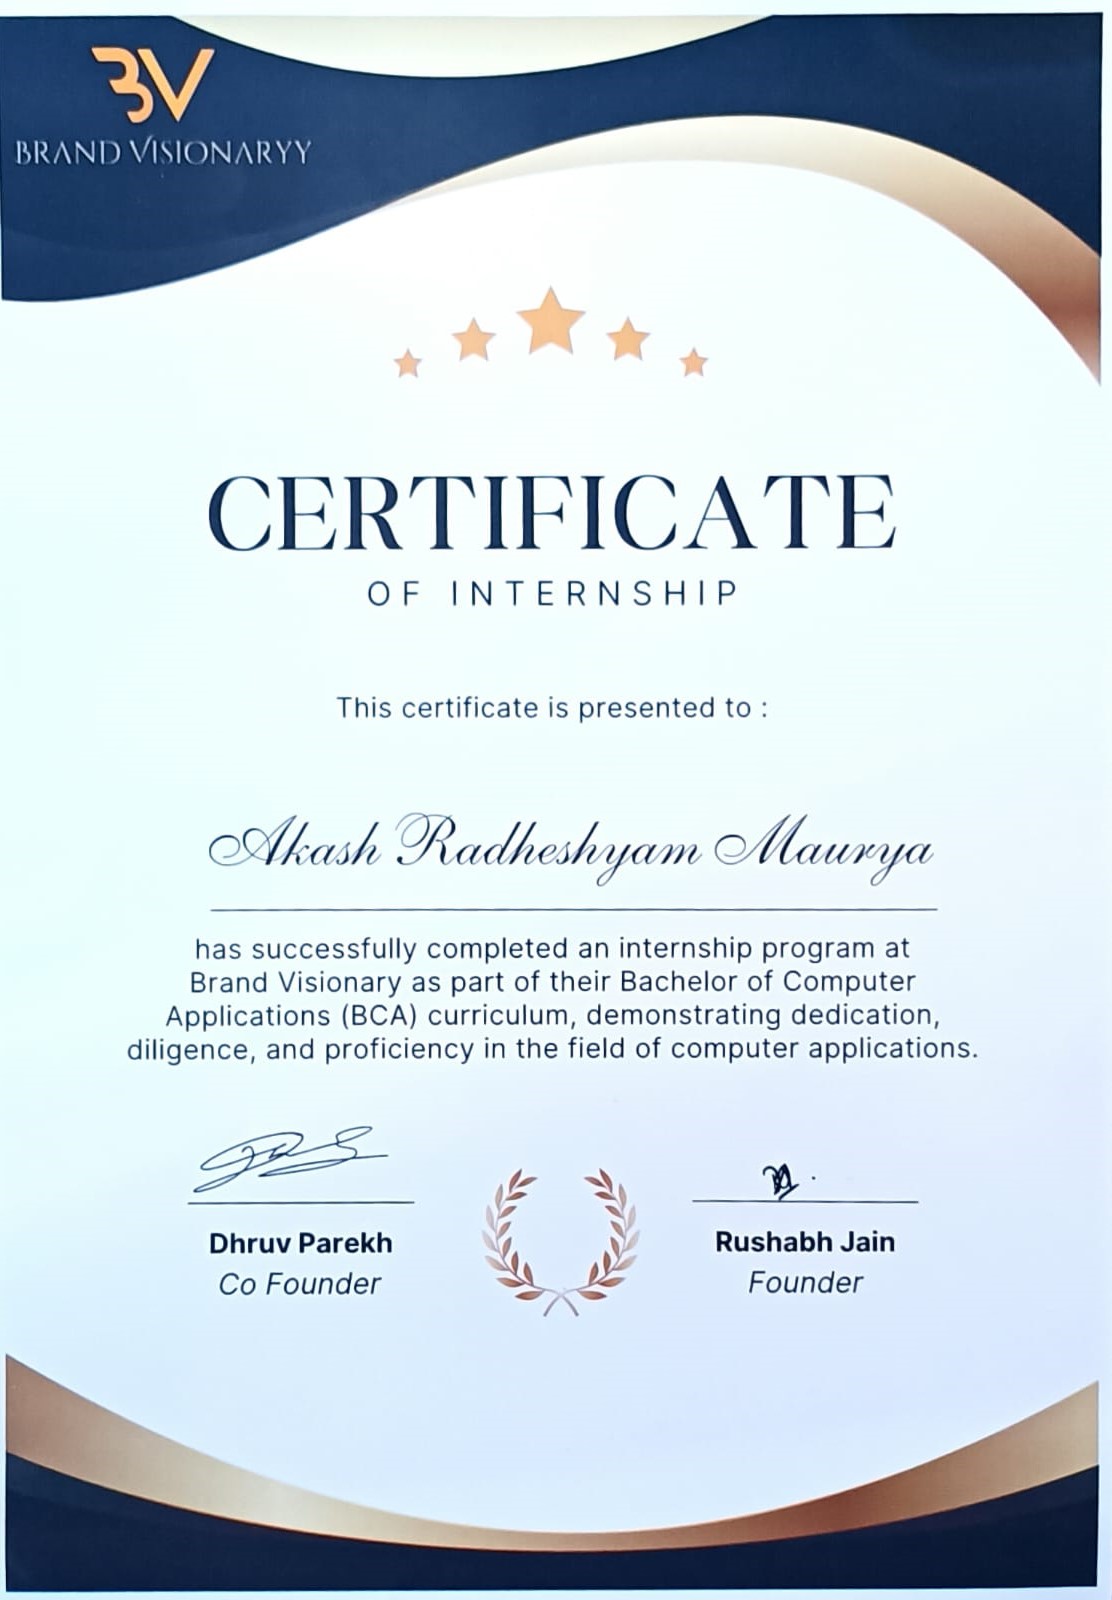 BV
BRAND VISIONARYY
CERTIFICATE
OF INTERNSHIP
This certificate is presented to :
Akash Radheshyam Maurya
has successfully completed an internship program at
Brand Visionary as part of their Bachelor of Computer
Applications (BCA) curriculum, demonstrating dedication,
diligence, and proficiency in the field of computer applications.
Dhruv Parekh
Co Founder
Rushabh Jain
Founder